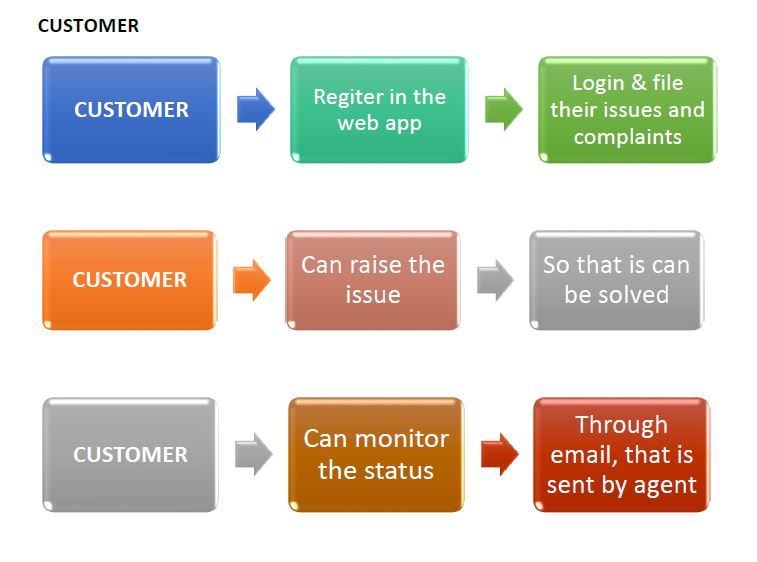 CUSTOMER
CUSTOMER
Regiter in the
web app
Login & file
their issues and
complaints
CUSTOMER
Can raise the
issue
So that is can
be solved
CUSTOMER
Can monitor
the status
Through
email, that is
sent by agent